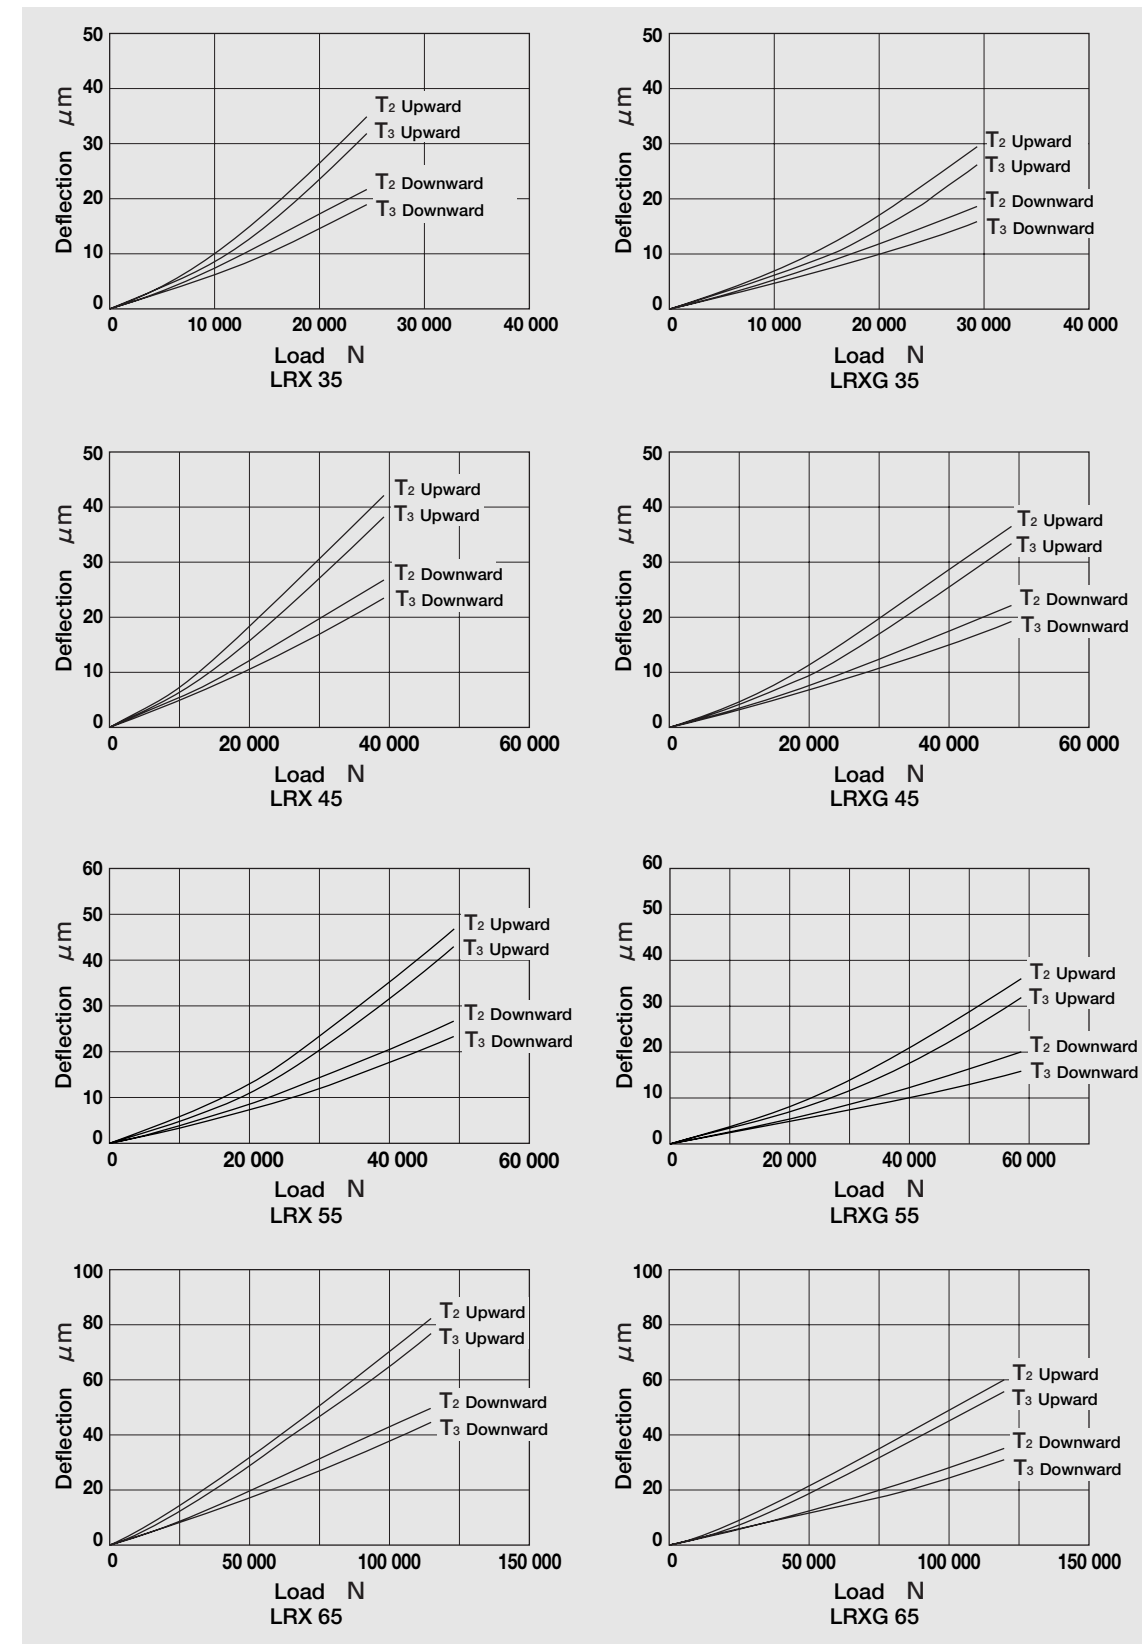 50
40
30
20
10
0
Deflection μm
T2 Upward
T3 Upward
T2 Downward
T3 Downward
0 10 000 20 000 30 000 40 000
Load N
LRX 35
50
40
30
20
10
0
Deflection μm
T2 Upward
T3 Upward
T2 Downward
T3 Downward
0 10 000 20 000 30 000 40 000
Load N
LRXG 35
50
40
30
20
10
0
Deflection μm
T2 Upward
T3 Upward
T2 Downward
T3 Downward
0 20 000 40 000 60 000
Load N
LRX 45
50
40
30
20
10
0
Deflection μm
T2 Upward
T3 Upward
T2 Downward
T3 Downward
0 20 000 40 000 60 000
Load N
LRXG 45
60
50
40
30
20
10
0
Deflection μm
T2 Upward
T3 Upward
T2 Downward
T3 Downward
0 20 000 40 000 60 000
Load N
LRX 55
60
50
40
30
20
10
0
Deflection μm
T2 Upward
T3 Upward
T2 Downward
T3 Downward
0 20 000 40 000 60 000
Load N
LRXG 55
100
80
60
40
20
0
Deflection μm
T2 Upward
T3 Upward
T2 Downward
T3 Downward
0 50 000 100 000 150 000
Load N
LRX 65
100
80
60
40
20
0
Deflection μm
T2 Upward
T3 Upward
T2 Downward
T3 Downward
0 50 000 100 000 150 000
Load N
LRXG 65